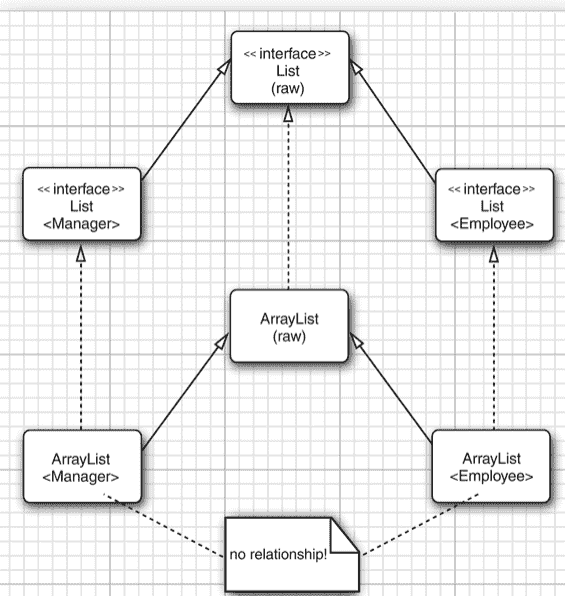 << interface>>
List
(raw)
<< interface>>
List
<Manager>
<< interface>>
List
<Employee>
ArrayList
(raw)
ArrayList
<Manager>
ArrayList
<Employee>
no relationship!